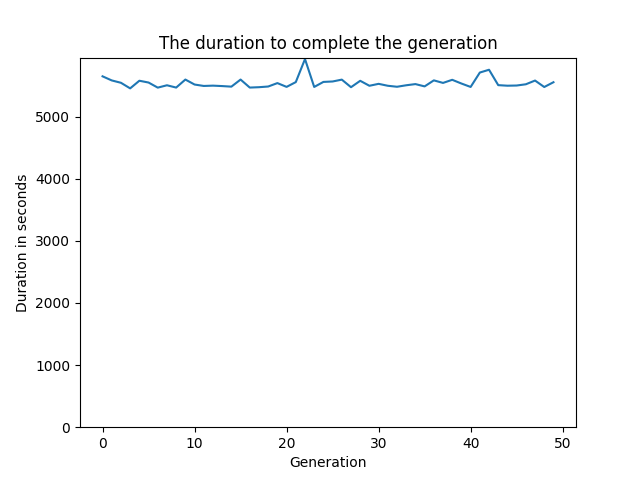 The duration to complete the generation
Duration in seconds
5000
4000
3000
2000
1000
0
0 10 20 30 40 50
Generation